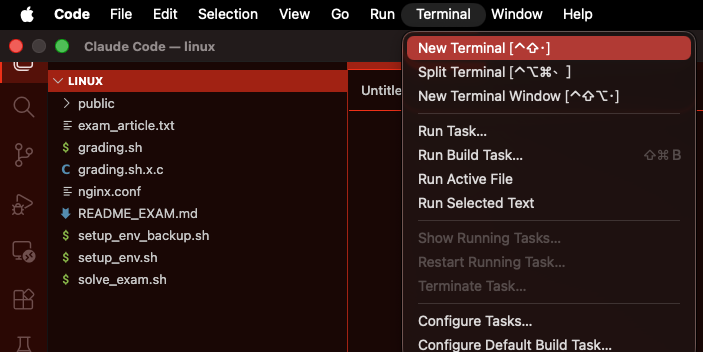 Code File Edit Selection View Go Run Terminal Window Help
Claude Code — linux
LINUX
public
exam_article.txt
$ grading.sh
C grading.sh.x.c
nginx.conf
README_EXAM.md
$ setup_env_backup.sh
$ setup_env.sh
$ solve_exam.sh
Untitle
New Terminal [^⇧·]
Split Terminal [^⌥⌘、]
New Terminal Window [^⇧⌥·]
Run Task...
Run Build Task... ⇧⌘B
Run Active File
Run Selected Text
Show Running Tasks...
Restart Running Task...
Terminate Task...
Configure Tasks...
Configure Default Build Task...